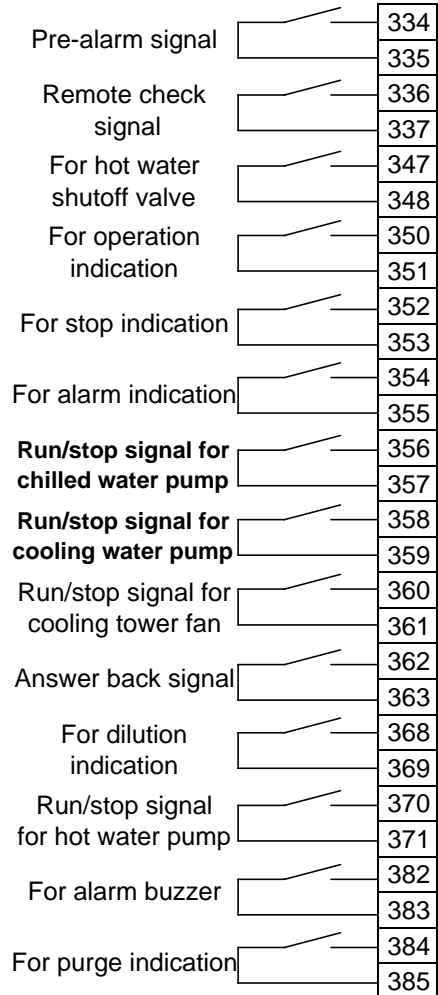 Pre-alarm signal
334
335
Remote check
signal
336
337
For hot water
shutoff valve
347
348
For operation
indication
350
351
For stop indication
352
353
For alarm indication
354
355
Run/stop signal for
chilled water pump
356
357
Run/stop signal for
cooling water pump
358
359
Run/stop signal for
cooling tower fan
360
361
Answer back signal
362
363
For dilution
indication
368
369
Run/stop signal
for hot water pump
370
371
For alarm buzzer
382
383
For purge indication
384
385